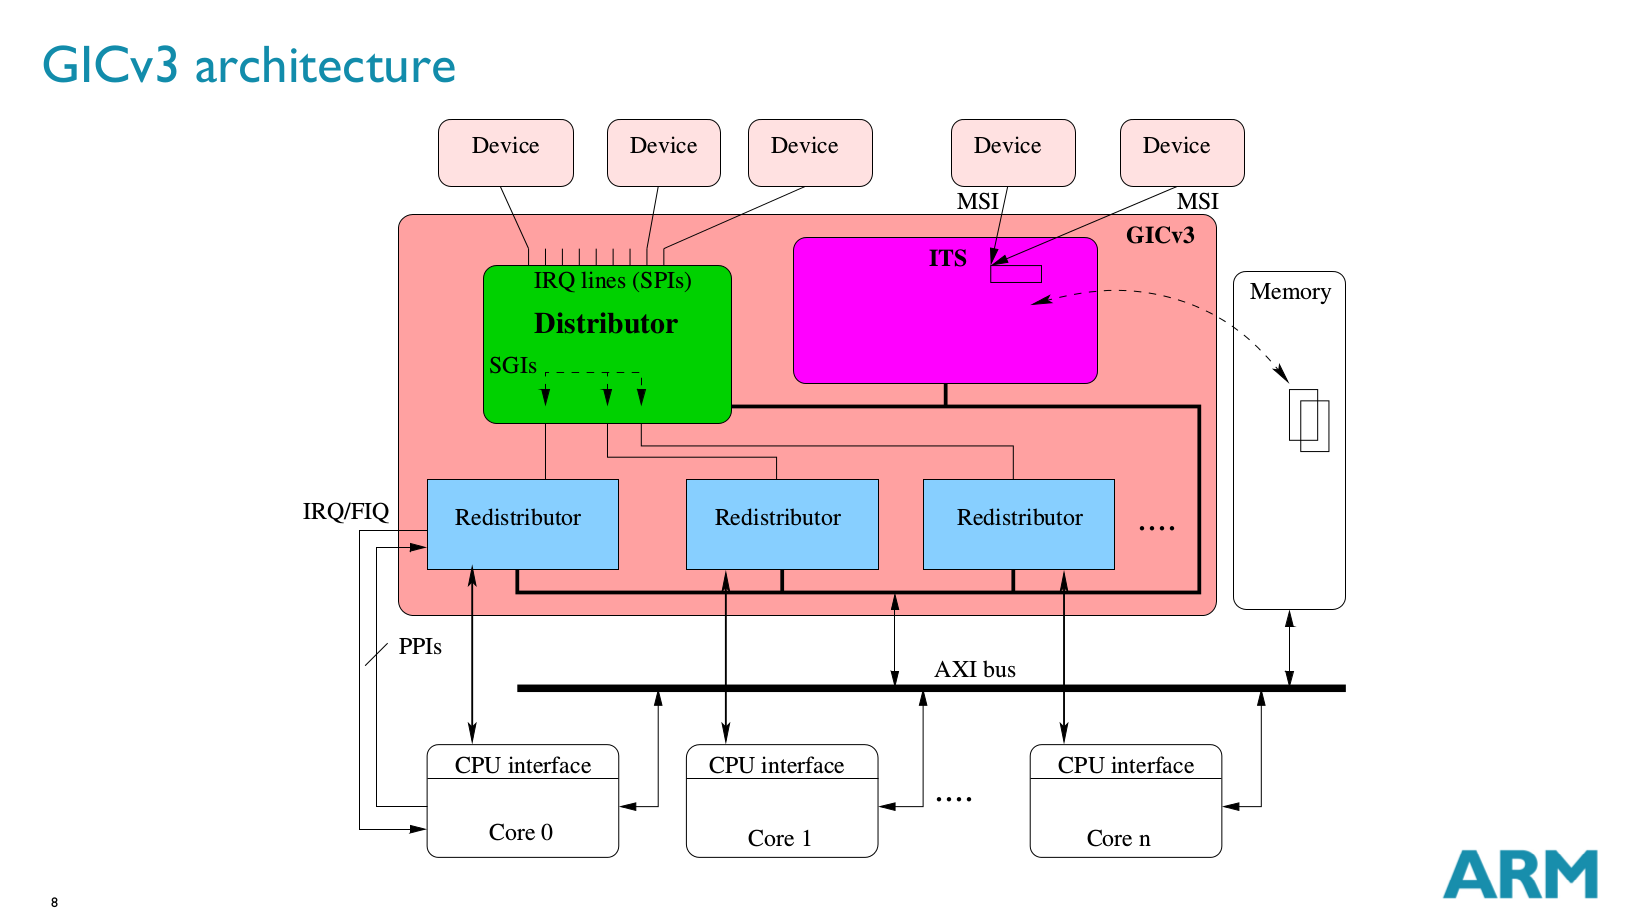 GICv3 architecture
Device
Device
Device
Device
Device
MSI
MSI
GICv3
ITS
IRQ lines (SPIs)
Distributor
SGIs
Memory
IRQ/FIQ
Redistributor
Redistributor
Redistributor
....
PPIs
AXI bus
CPU interface
CPU interface
CPU interface
....
Core 0
Core 1
Core n
ARM
8